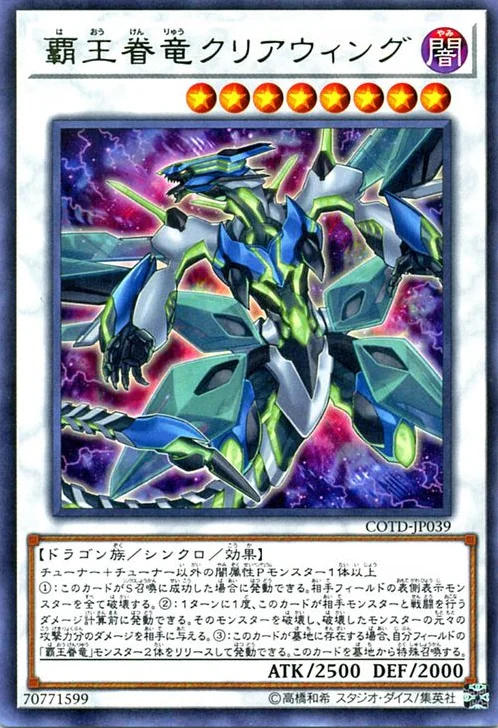 覇王眷竜クリアウィング
闇
COTD-JP039
【ドラゴン族／シンクロ／効果】
チューナー＋チューナー以外の闇属性Pモンスター1体以上
①：このカードがS召喚に成功した場合に発動できる。相手フィールドの表側表示モン
スターを全て破壊する。②：1ターンに1度、このカードが相手モンスターと戦闘を行う
ダメージ計算前に発動できる。そのモンスターを破壊し、破壊したモンスターの元々の
攻撃力分のダメージを相手に与える。③：このカードが墓地に存在する場合、自分フィールドの
「覇王眷竜」モンスター2体をリリースして発動できる。このカードを墓地から特殊召喚する。
ATK/2500 DEF/2000
70771599
©高橋和希 スタジオ・ダイス/集英社